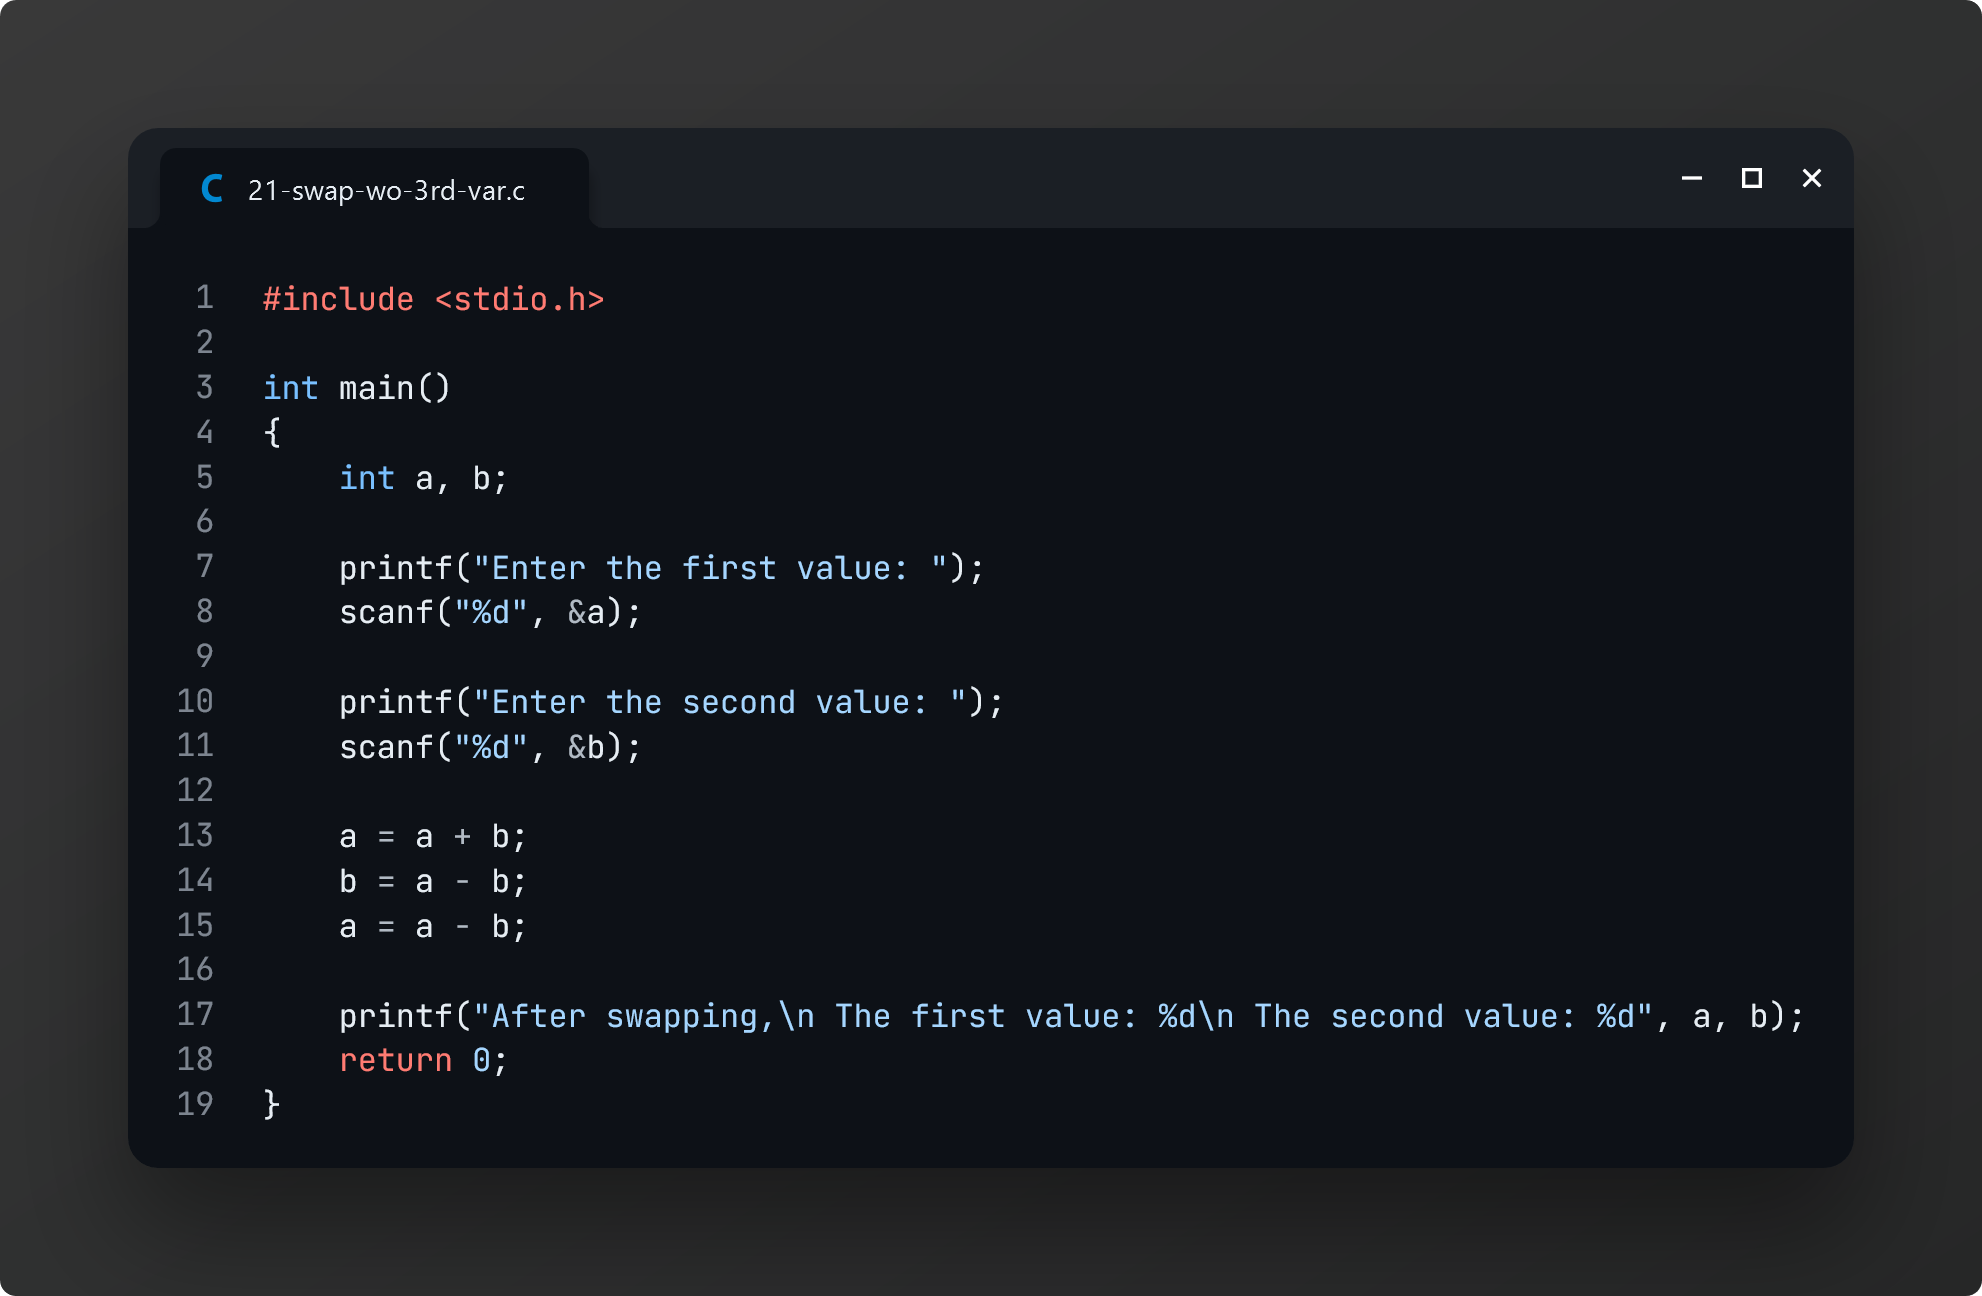 C 21-swap-wo-3rd-var.c
1 #include <stdio.h>
2
3 int main()
4 {
5     int a, b;
6
7     printf("Enter the first value: ");
8     scanf("%d", &a);
9
10     printf("Enter the second value: ");
11     scanf("%d", &b);
12
13     a = a + b;
14     b = a - b;
15     a = a - b;
16
17     printf("After swapping,\n The first value: %d\n The second value: %d", a, b);
18     return 0;
19 }